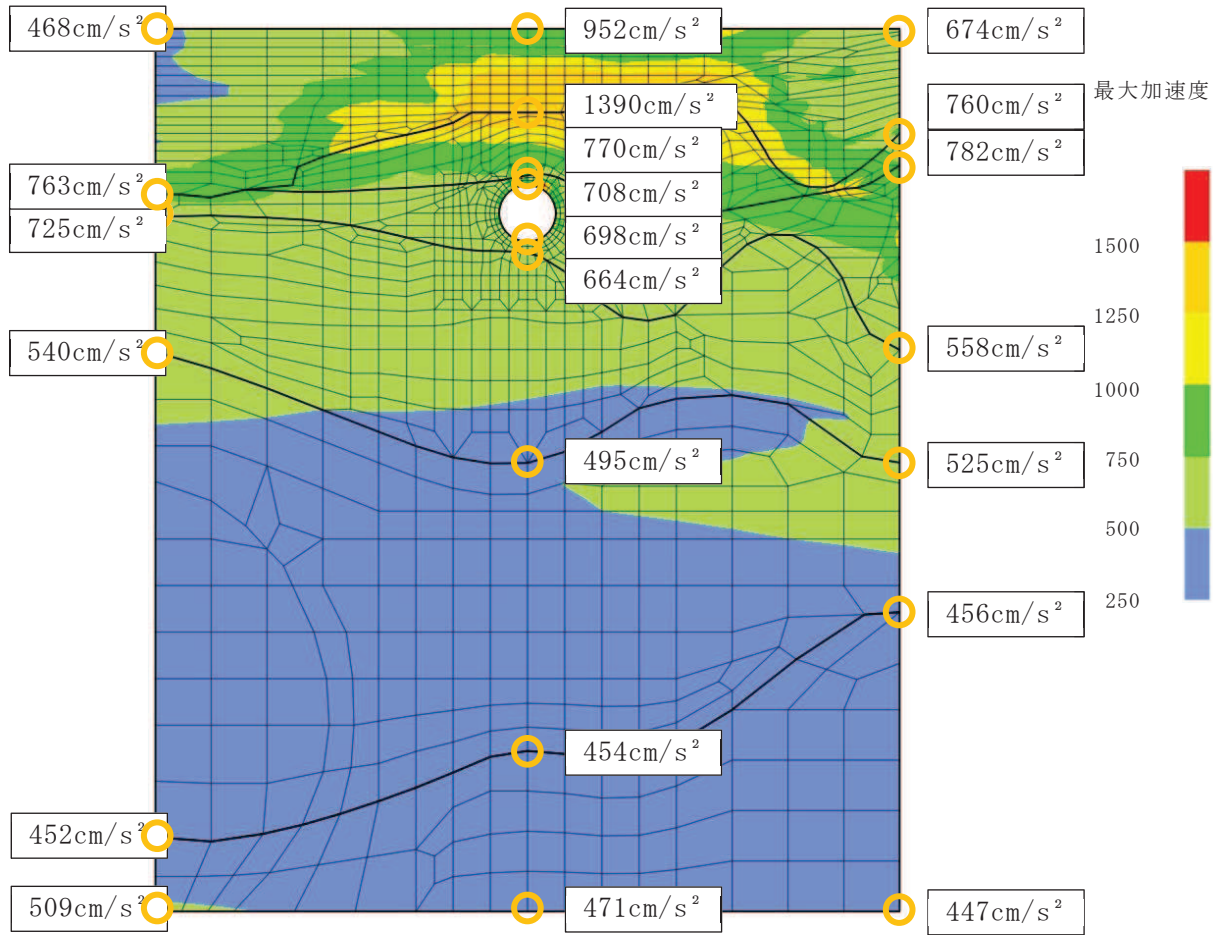 468cm/s²
952cm/s²
674cm/s²
最大加速度
1390cm/s²
760cm/s²
770cm/s²
782cm/s²
763cm/s²
708cm/s²
725cm/s²
698cm/s²
1500
664cm/s²
1250
540cm/s²
558cm/s²
1000
495cm/s²
525cm/s²
750
500
250
456cm/s²
454cm/s²
452cm/s²
509cm/s²
471cm/s²
447cm/s²